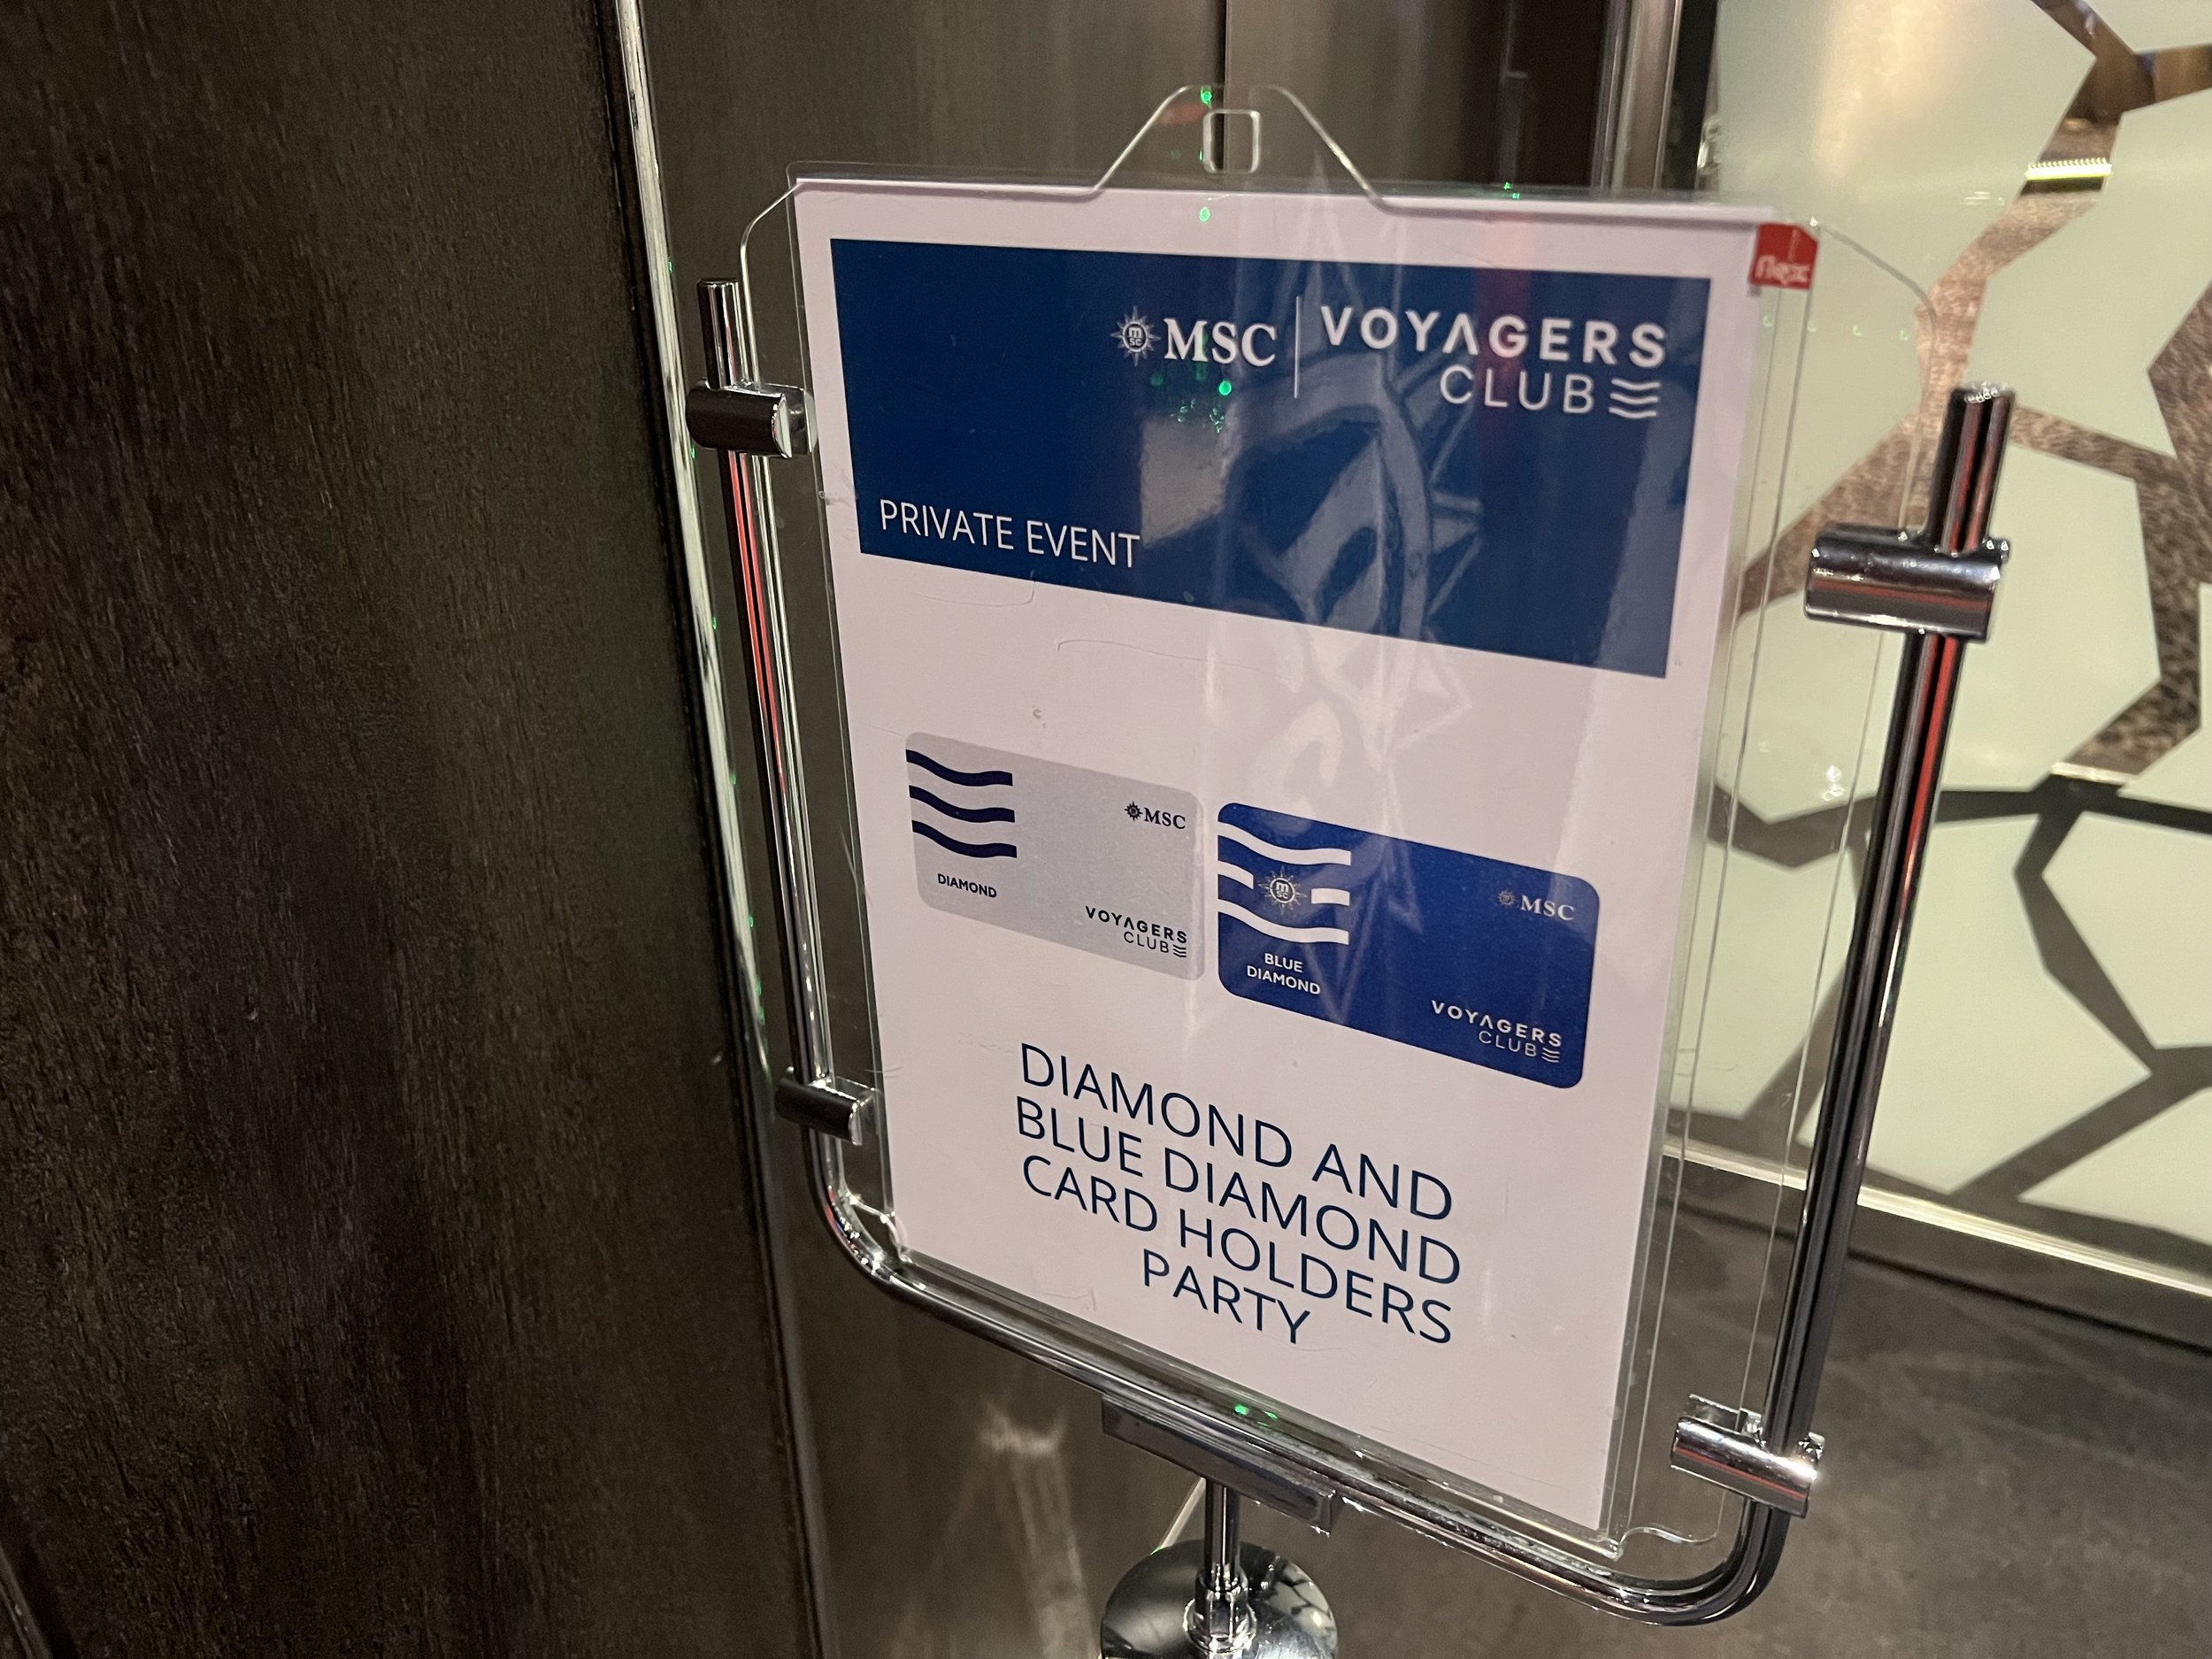 MSC
VOYAGERS
CLUB
PRIVATE EVENT
MSC
DIAMOND
VOYAGERS
CLUB
MSC
BLUE
DIAMOND
VOYAGERS
CLUB
DIAMOND AND
BLUE DIAMOND
CARD HOLDERS
PARTY